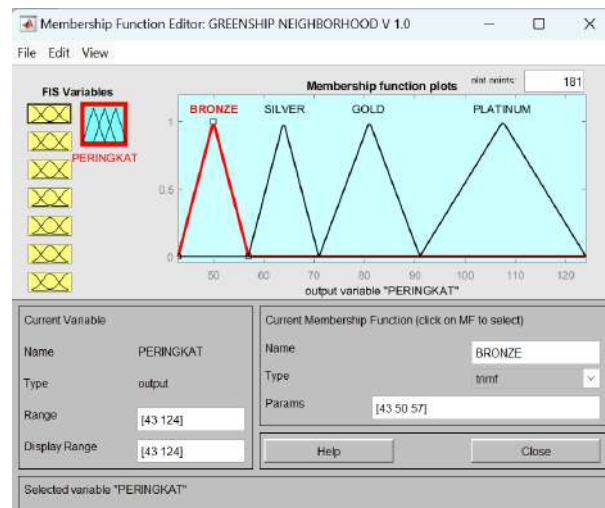 Membership Function Editor: GREENSHIP NEIGHBORHOOD V 1.0
File Edit View
FIS Variables
Membership function plots
plot points:
181
BRONZE SILVER GOLD PLATINUM
PERINGKAT
1
0.5
0
50 60 70 80 90 100 110 120
output variable "PERINGKAT"
Current Variable
Name PERINGKAT
Type output
Range [43 124]
Display Range [43 124]
Current Membership Function (click on MF to select)
Name BRONZE
Type trimf
Params [43 50 57]
Help Close
Selected variable "PERINGKAT"